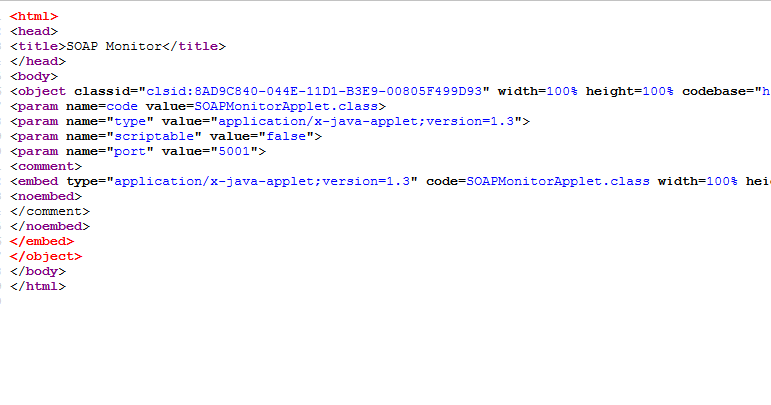 <html>
<head>
<title>SOAP Monitor</title>
</head>
<body>
<object classid="clsid:8AD9C840-044E-11D1-B3E9-00805F499D93" width=100% height=100% codebase="h
<param name=code value=SOAPMonitorApplet.class>
<param name="type" value="application/x-java-applet;version=1.3">
<param name="scriptable" value="false">
<param name="port" value="5001">
<comment>
<embed type="application/x-java-applet;version=1.3" code=SOAPMonitorApplet.class width=100% hei
<noembed>
</comment>
</noembed>
</embed>
</object>
</body>
</html>